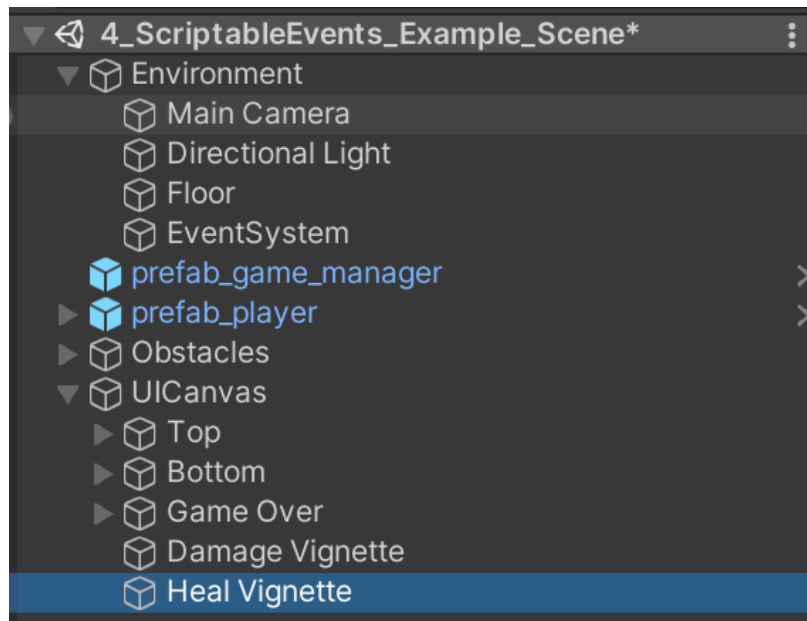 4_ScriptableEvents_Example_Scene*
Environment
Main Camera
Directional Light
Floor
EventSystem
prefab_game_manager
prefab_player
Obstacles
UICanvas
Top
Bottom
Game Over
Damage Vignette
Heal Vignette